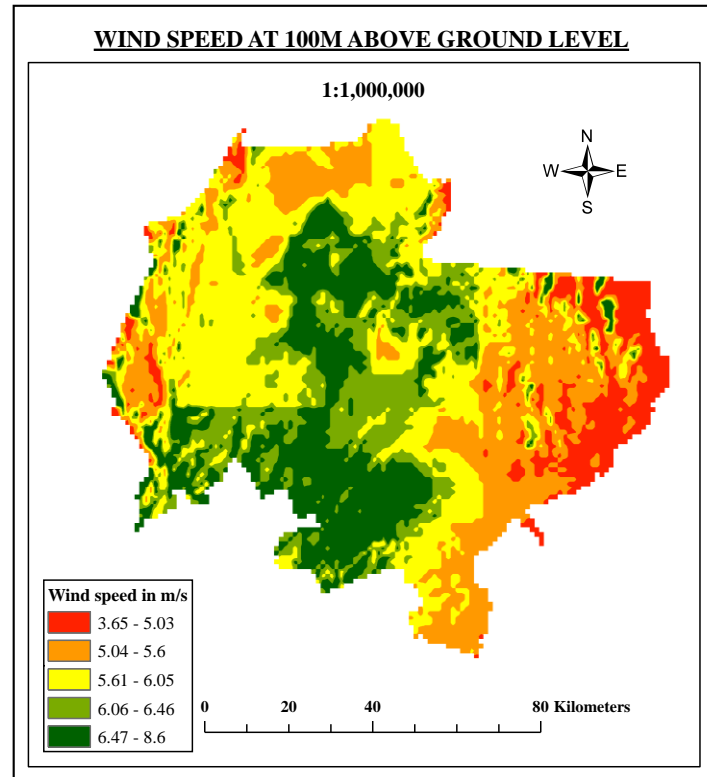 WIND SPEED AT 100M ABOVE GROUND LEVEL
1:1,000,000
N
W E
S
Wind speed in m/s
3.65 - 5.03
5.04 - 5.6
5.61 - 6.05
6.06 - 6.46
6.47 - 8.6
0 20 40 80 Kilometers